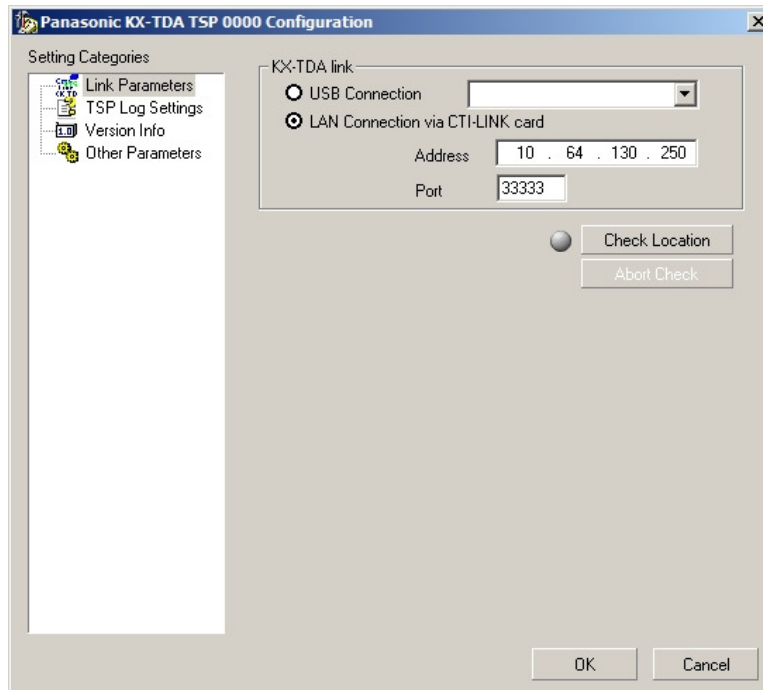 Panasonic KX-TDA TSP 0000 Configuration
Setting Categories
Link Parameters
TSP Log Settings
Version Info
Other Parameters
KX-TDA link
USB Connection
LAN Connection via CTI-LINK card
Address 10 . 64 . 130 . 250
Port 33333
Check Location
Abort Check
OK Cancel